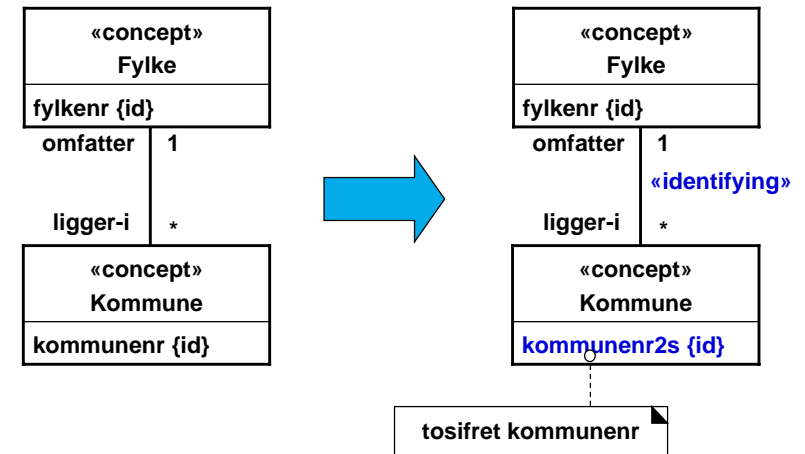 «concept»
Fylke
fylkenr {id}
omfatter 1
ligger-i *
«concept»
Kommune
kommunenr {id}
«concept»
Fylke
fylkenr {id}
omfatter 1
«identifying»
ligger-i *
«concept»
Kommune
kommunenr2s {id}
tosifret kommunenr